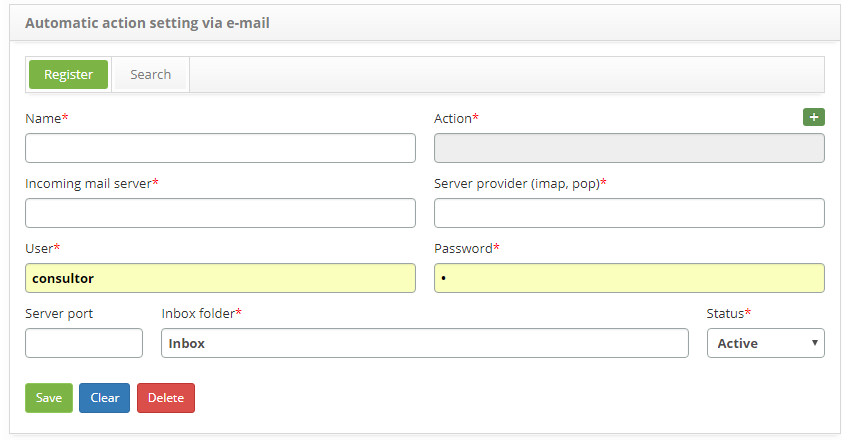 Automatic action setting via e-mail
Register Search
Name* Action* +
Incoming mail server* Server provider (imap, pop)*
User* Password*
consultor •
Server port Inbox folder* Status*
Inbox Active ▼
Save Clear Delete